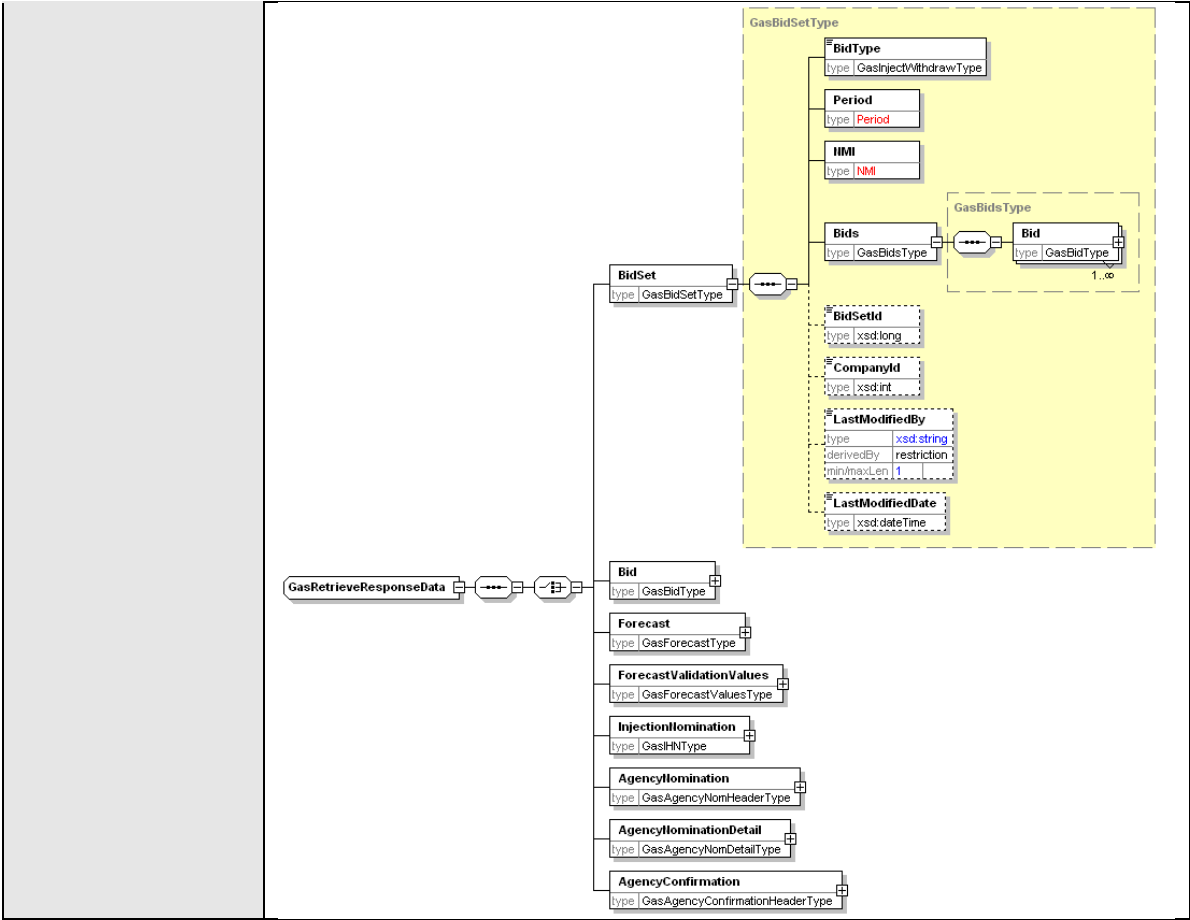 GasBidSetType
BidType
type GasInjectWithdrawType
Period
type Period
NMI
type NMI
GasBidsType
Bids
type GasBidsType
Bid
type GasBidType
1..∞
BidSet
type GasBidSetType
BidSetId
type xsd:long
CompanyId
type xsd:int
LastModifiedBy
type xsd:string
derivedBy restriction
min/maxLen 1
LastModifiedDate
type xsd:dateTime
GasRetrieveResponseData
Bid
type GasBidType
Forecast
type GasForecastType
ForecastValidationValues
type GasForecastValuesType
InjectionNomination
type GasIHNType
AgencyNomination
type GasAgencyNomHeaderType
AgencyNominationDetail
type GasAgencyNomDetailType
AgencyConfirmation
type GasAgencyConfirmationHeaderType